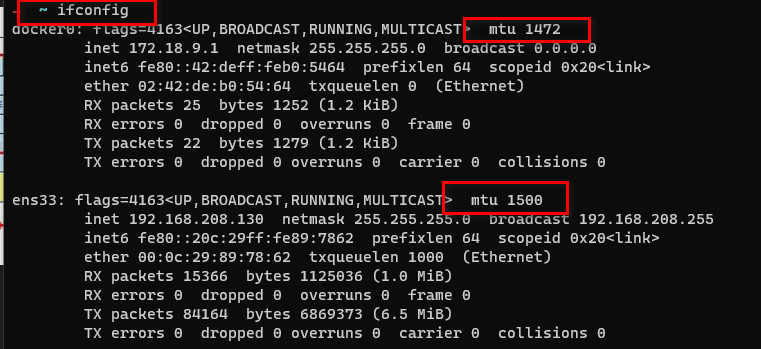 → ~ ifconfig
docker0: flags=4163<UP,BROADCAST,RUNNING,MULTICAST>  mtu 1472
        inet 172.18.9.1  netmask 255.255.255.0  broadcast 0.0.0.0
        inet6 fe80::42:deff:feb0:5464  prefixlen 64  scopeid 0x20<link>
        ether 02:42:de:b0:54:64  txqueuelen 0  (Ethernet)
        RX packets 25  bytes 1252 (1.2 KiB)
        RX errors 0  dropped 0  overruns 0  frame 0
        TX packets 22  bytes 1279 (1.2 KiB)
        TX errors 0  dropped 0 overruns 0  carrier 0  collisions 0

ens33: flags=4163<UP,BROADCAST,RUNNING,MULTICAST>  mtu 1500
        inet 192.168.208.130  netmask 255.255.255.0  broadcast 192.168.208.255
        inet6 fe80::20c:29ff:fe89:7862  prefixlen 64  scopeid 0x20<link>
        ether 00:0c:29:89:78:62  txqueuelen 1000  (Ethernet)
        RX packets 15366  bytes 1125036 (1.0 MiB)
        RX errors 0  dropped 0  overruns 0  frame 0
        TX packets 84164  bytes 6869373 (6.5 MiB)
        TX errors 0  dropped 0 overruns 0  carrier 0  collisions 0